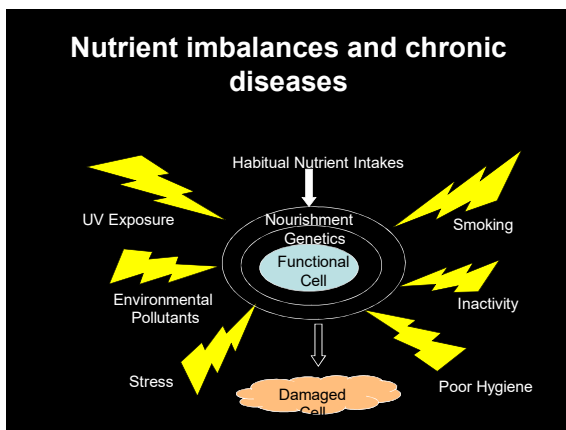 Nutrient imbalances and chronic
diseases
Habitual Nutrient Intakes
UV Exposure
Nourishment
Smoking
Genetics
Functional
Cell
Environmental
Pollutants
Inactivity
Stress
Poor Hygiene
Damaged
Cell